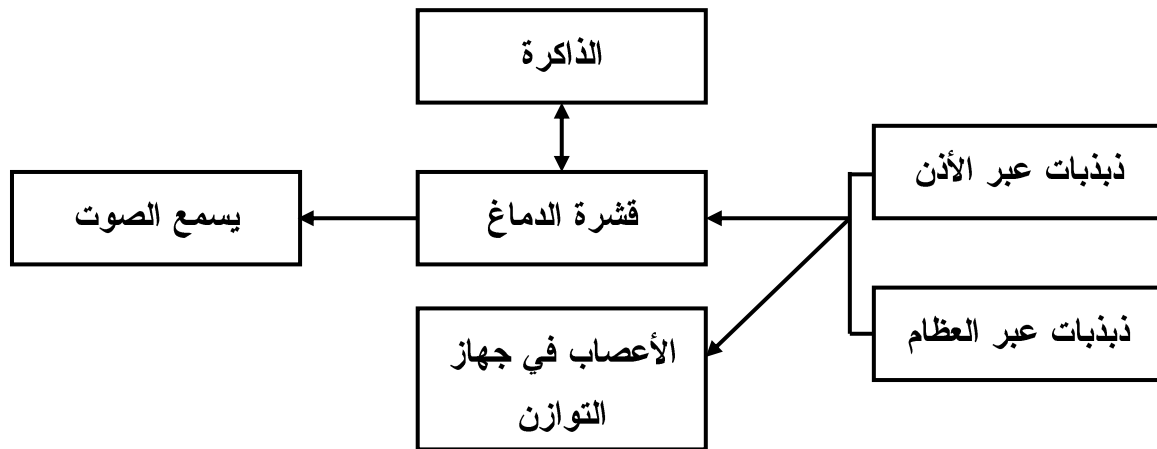 الذاكرة
ذبذبات عبر الأذن
قشرة الدماغ
يسمع الصوت
ذبذبات عبر العظام
الأعصاب في جهاز
التوازن